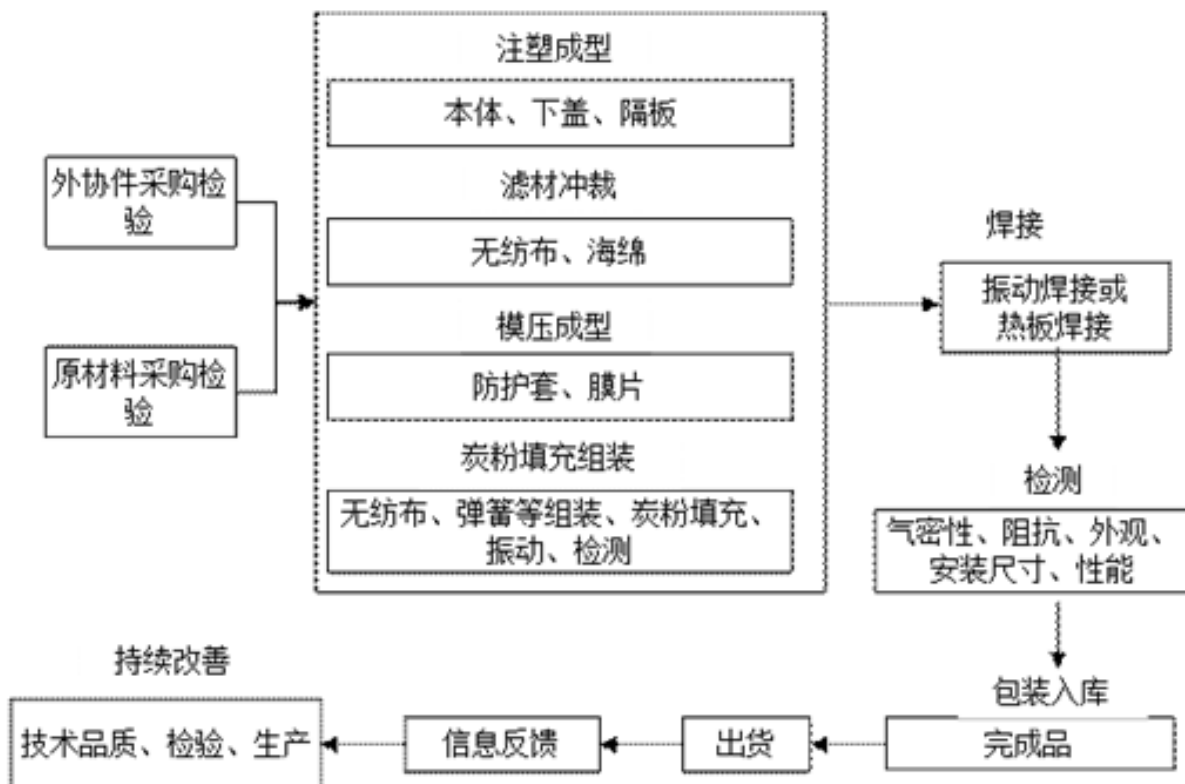 注塑成型
本体、下盖、隔板
外协件采购检
验
滤材冲裁
无纺布、海绵
原材料采购检
验
模压成型
防护套、膜片
炭粉填充组装
无纺布、弹簧等组装、炭粉填充、
振动、检测
焊接
振动焊接或
热板焊接
检测
气密性、阻抗、外观、
安装尺寸、性能
包装入库
完成品
出货
信息反馈
持续改善
技术品质、检验、生产